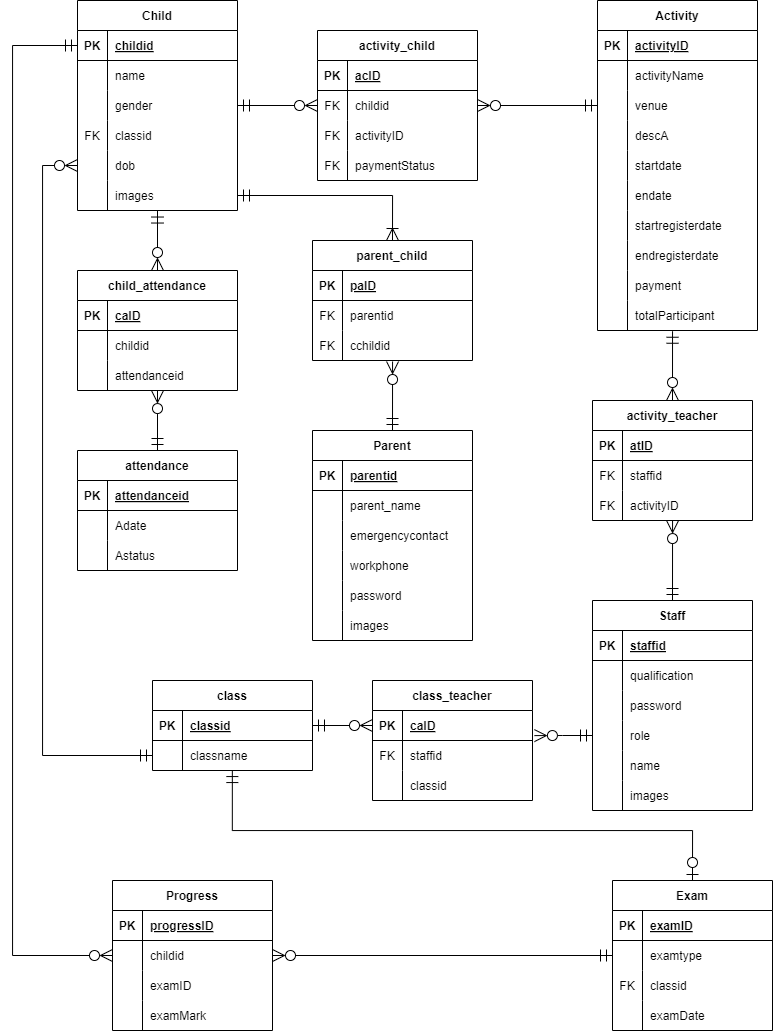 Child
PK childid
name
gender
FK classid
dob
images
activity_child
PK acID
FK childid
FK activityID
FK paymentStatus
Activity
PK activityID
activityName
venue
descA
startdate
endate
startregisterdate
endregisterdate
payment
totalParticipant
child_attendance
PK caID
childid
attendanceid
parent_child
PK paID
FK parentid
FK cchildid
attendance
PK attendanceid
Adate
Astatus
Parent
PK parentid
parent_name
emergencycontact
workphone
password
images
activity_teacher
PK atID
FK staffid
FK activityID
Staff
PK staffid
qualification
password
role
name
images
class
PK classid
classname
class_teacher
PK caID
FK staffid
classid
Progress
PK progressID
childid
examID
examMark
Exam
PK examID
examtype
FK classid
examDate